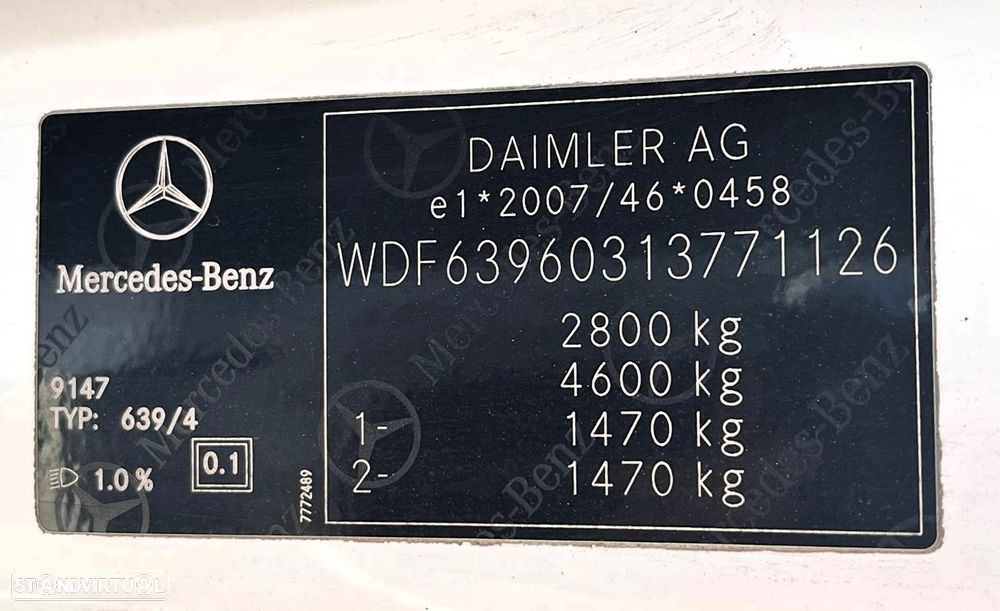 Mercedes-Benz
9147
TYP: 639/4
1.0 %
0.1
7772489
DAIMLER AG
e1*2007/46*0458
WDF63960313771126
2800 kg
4600 kg
1- 1470 kg
2- 1470 kg
STANDVIRTUAL